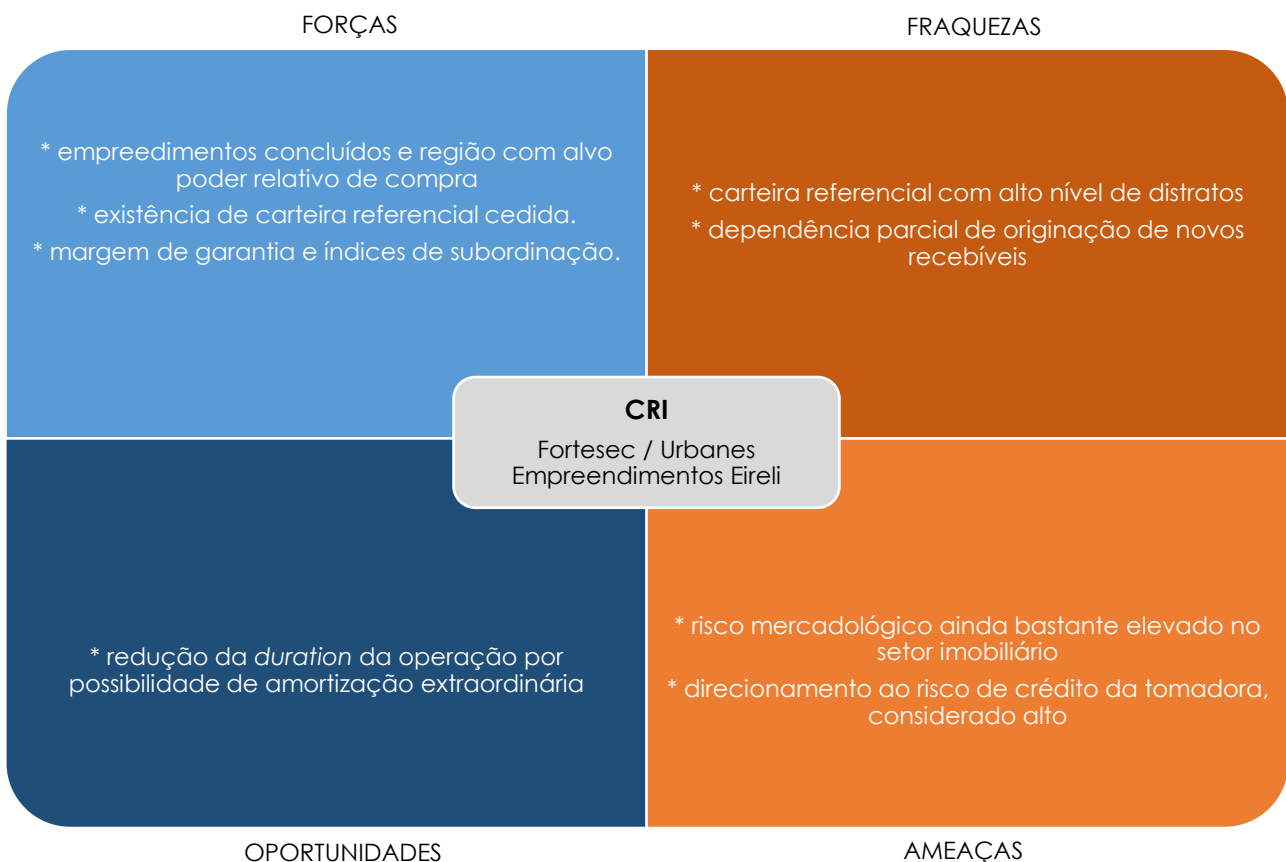 FORÇAS
FRAQUEZAS
* empreedimentos concluídos e região com alvo
poder relativo de compra
* existência de carteira referencial cedida.
* margem de garantia e índices de subordinação.
* carteira referencial com alto nível de distratos
* dependência parcial de originação de novos
recebíveis
CRI
Fortesec / Urbanes
Empreendimentos Eireli
* redução da duration da operação por
possibilidade de amortização extraordinária
* risco mercadológico ainda bastante elevado no
setor imobiliário
* direcionamento ao risco de crédito da tomadora,
considerado alto
OPORTUNIDADES
AMEAÇAS